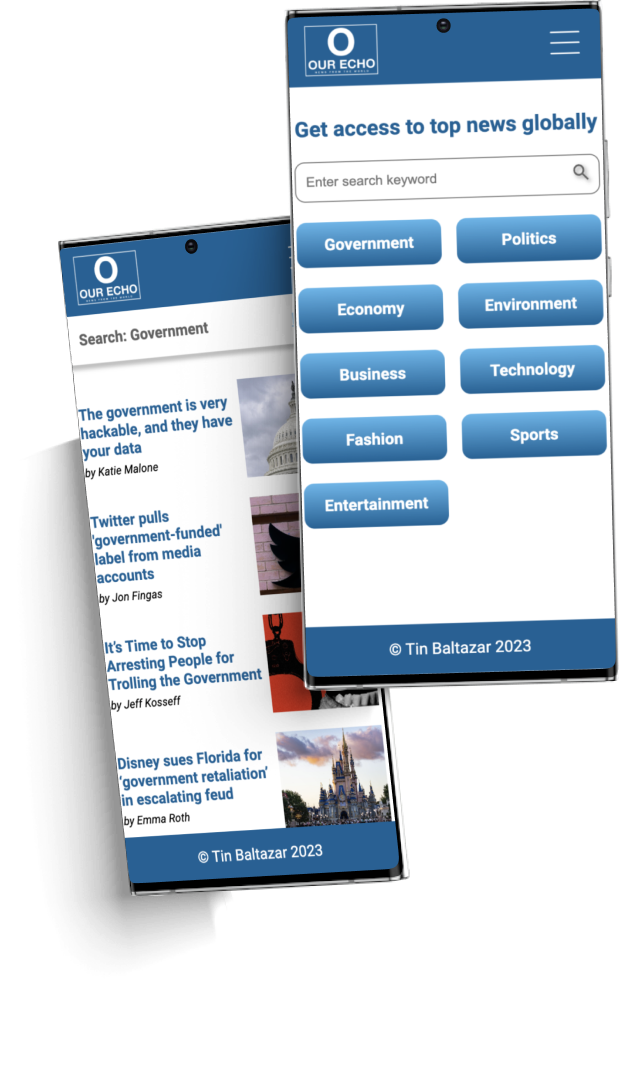 O
OUR ECHO
NEWS FROM THE WORLD
Get access to top news globally
Enter search keyword
Government
Politics
Economy
Environment
Business
Technology
Fashion
Sports
Entertainment
© Tin Baltazar 2023
O
OUR ECHO
NEWS FROM THE WORLD
Search: Government
The government is very
hackable, and they have
your data
by Katie Malone
Twitter pulls
'government-funded'
label from media
accounts
by Jon Fingas
It's Time to Stop
Arresting People for
Trolling the Government
by Jeff Kosseff
Disney sues Florida for
‘government retaliation’
in escalating feud
by Emma Roth
© Tin Baltazar 2023